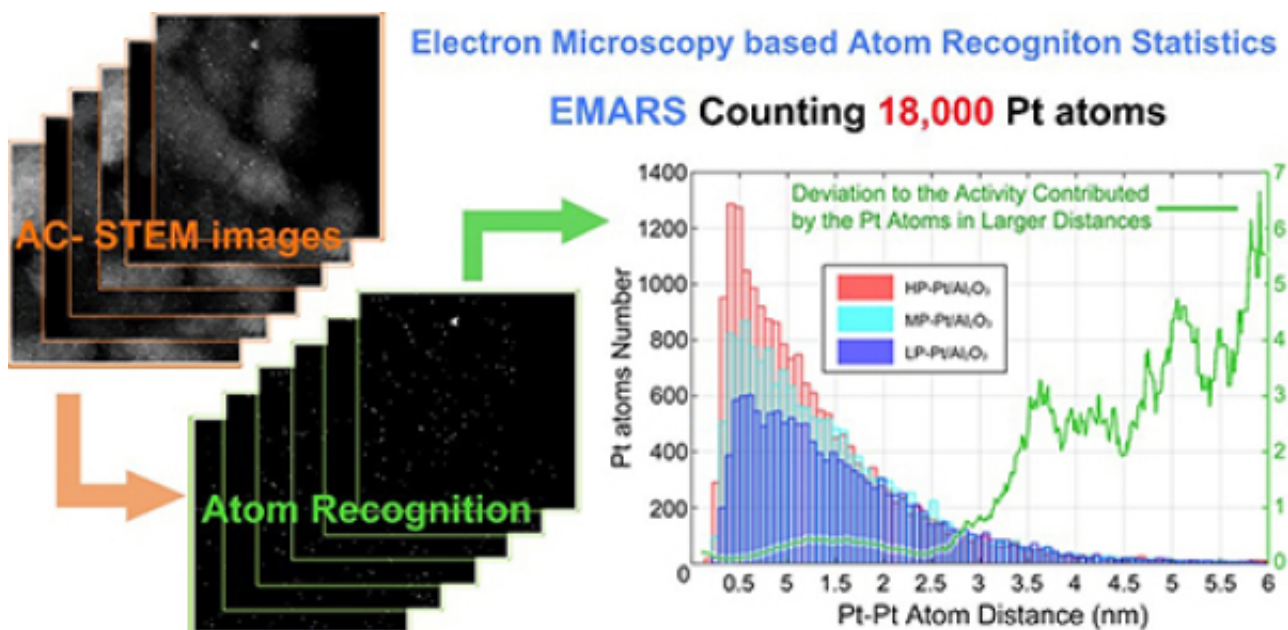 Electron Microscopy based Atom Recogniton Statistics
EMARS Counting 18,000 Pt atoms
AC- STEM images
Atom Recognition
Deviation to the Activity Contributed
by the Pt Atoms in Larger Distances
HP-Pt/Al₂O₃
MP-Pt/Al₂O₃
LP-Pt/Al₂O₃
Pt atoms Number
1400
1200
1000
800
600
400
200
0
7
6
5
4
3
2
1
0
0.5 5 1.5 2 2.5 3 3.5 4 4.5 5 5.5 6
Pt-Pt Atom Distance (nm)